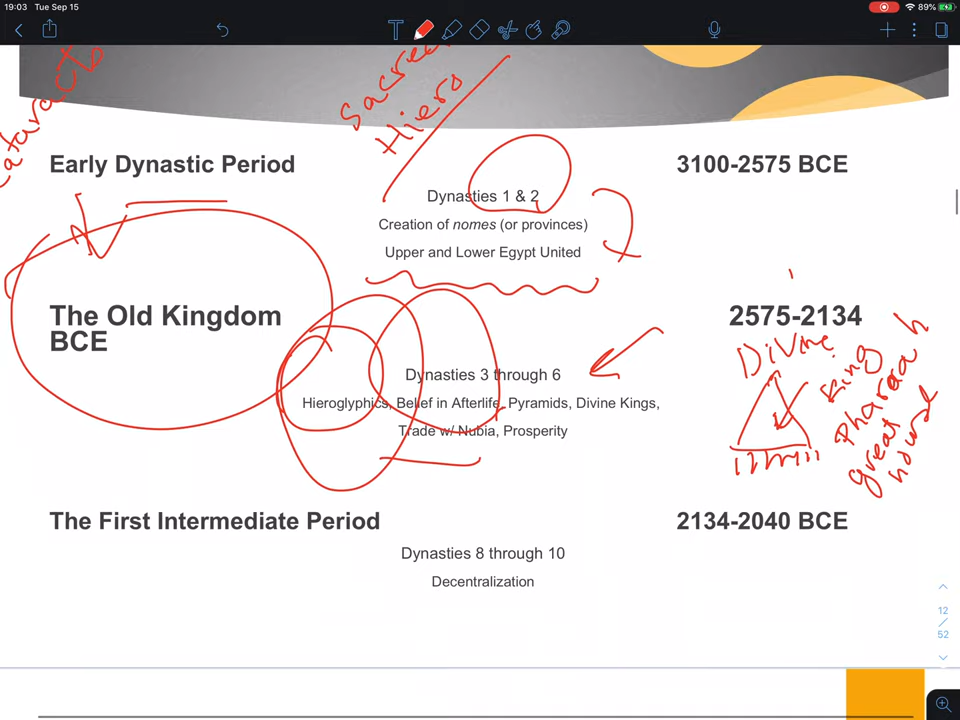 19:03 Tue Sep 15
89%
T
cataracts
Sacred
Hiero
Early Dynastic Period
3100-2575 BCE
Dynasties 1 & 2
Creation of nomes (or provinces)
Upper and Lower Egypt United
The Old Kingdom
BCE
2575-2134
Dynasties 3 through 6
Hieroglyphics, Belief in Afterlife, Pyramids, Divine Kings,
Trade w/ Nubia, Prosperity
Divine
King
Pharoah
great
house
The First Intermediate Period
2134-2040 BCE
Dynasties 8 through 10
Decentralization
12
/
52